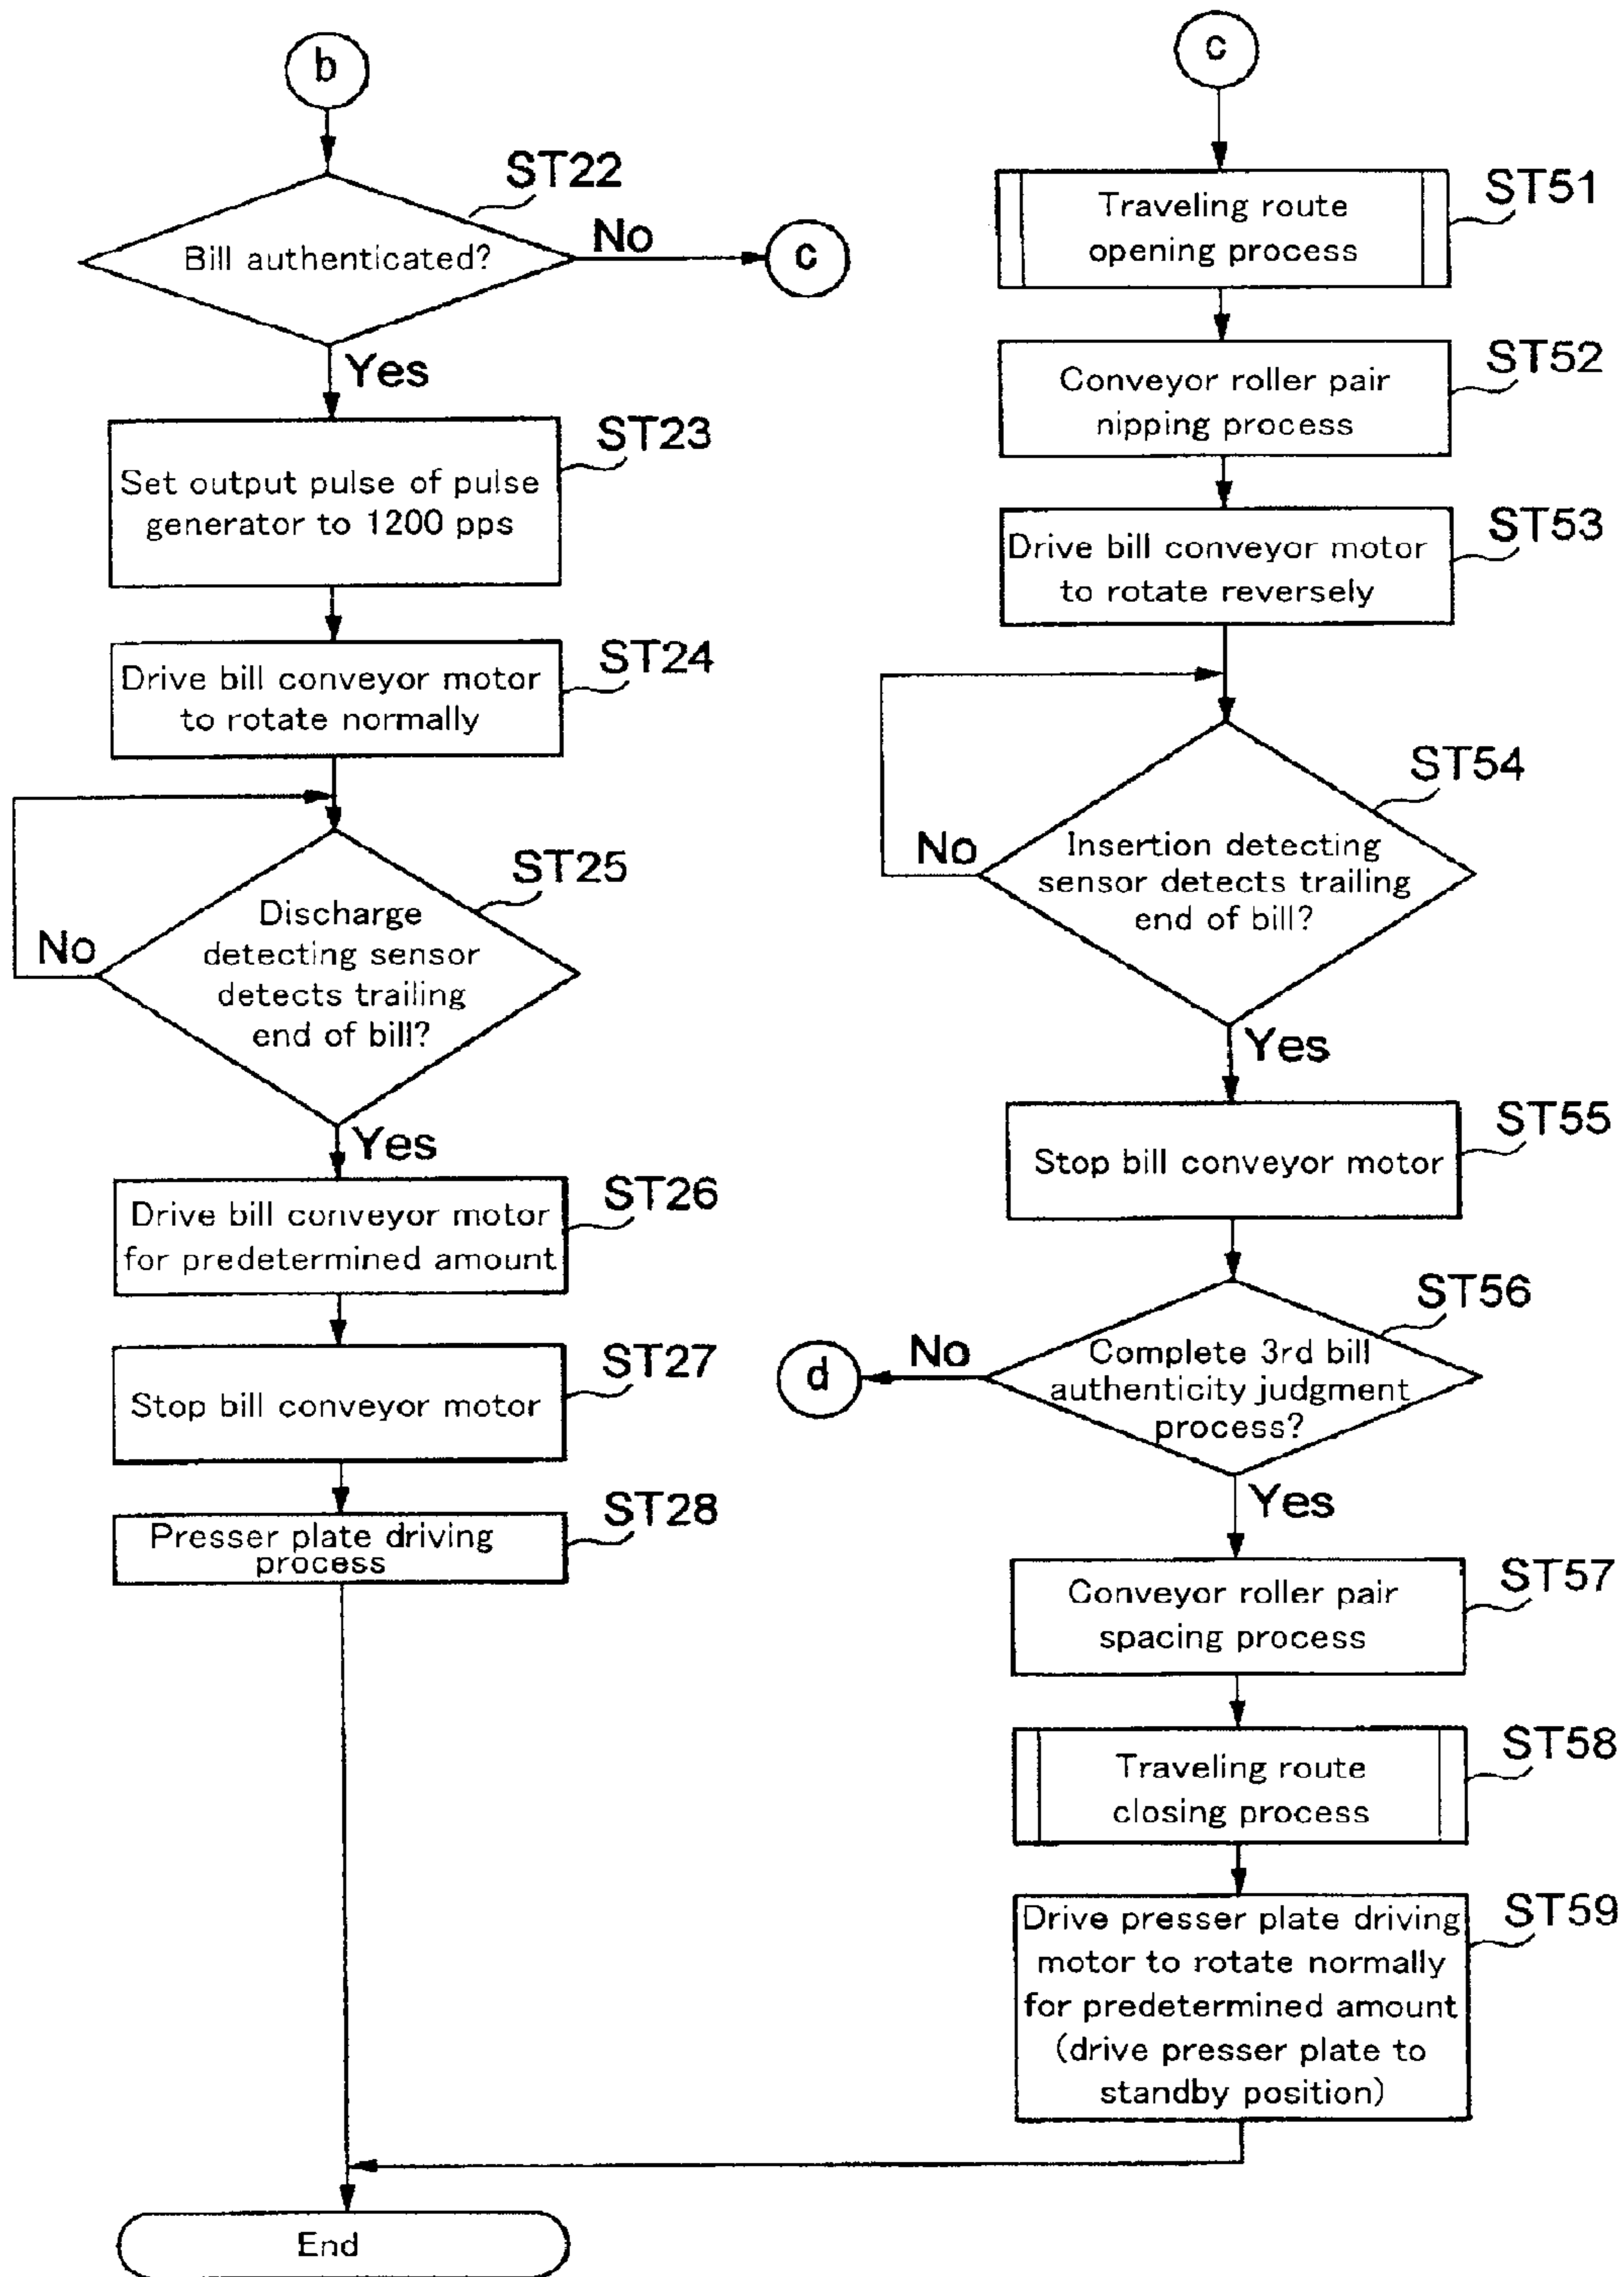 b
ST22
Bill authenticated?
No
c
Yes
ST23
Set output pulse of pulse
generator to 1200 pps
ST24
Drive bill conveyor motor
to rotate normally
ST25
Discharge
detecting sensor
detects trailing
end of bill?
No
Yes
ST26
Drive bill conveyor motor
for predetermined amount
ST27
Stop bill conveyor motor
ST28
Presser plate driving
process
End
c
ST51
Traveling route
opening process
ST52
Conveyor roller pair
nipping process
ST53
Drive bill conveyor motor
to rotate reversely
ST54
Insertion detecting
sensor detects trailing
end of bill?
No
Yes
ST55
Stop bill conveyor motor
ST56
Complete 3rd bill
authenticity judgment
process?
No
d
Yes
ST57
Conveyor roller pair
spacing process
ST58
Traveling route
closing process
ST59
Drive presser plate driving
motor to rotate normally
for predetermined amount
(drive presser plate to
standby position)